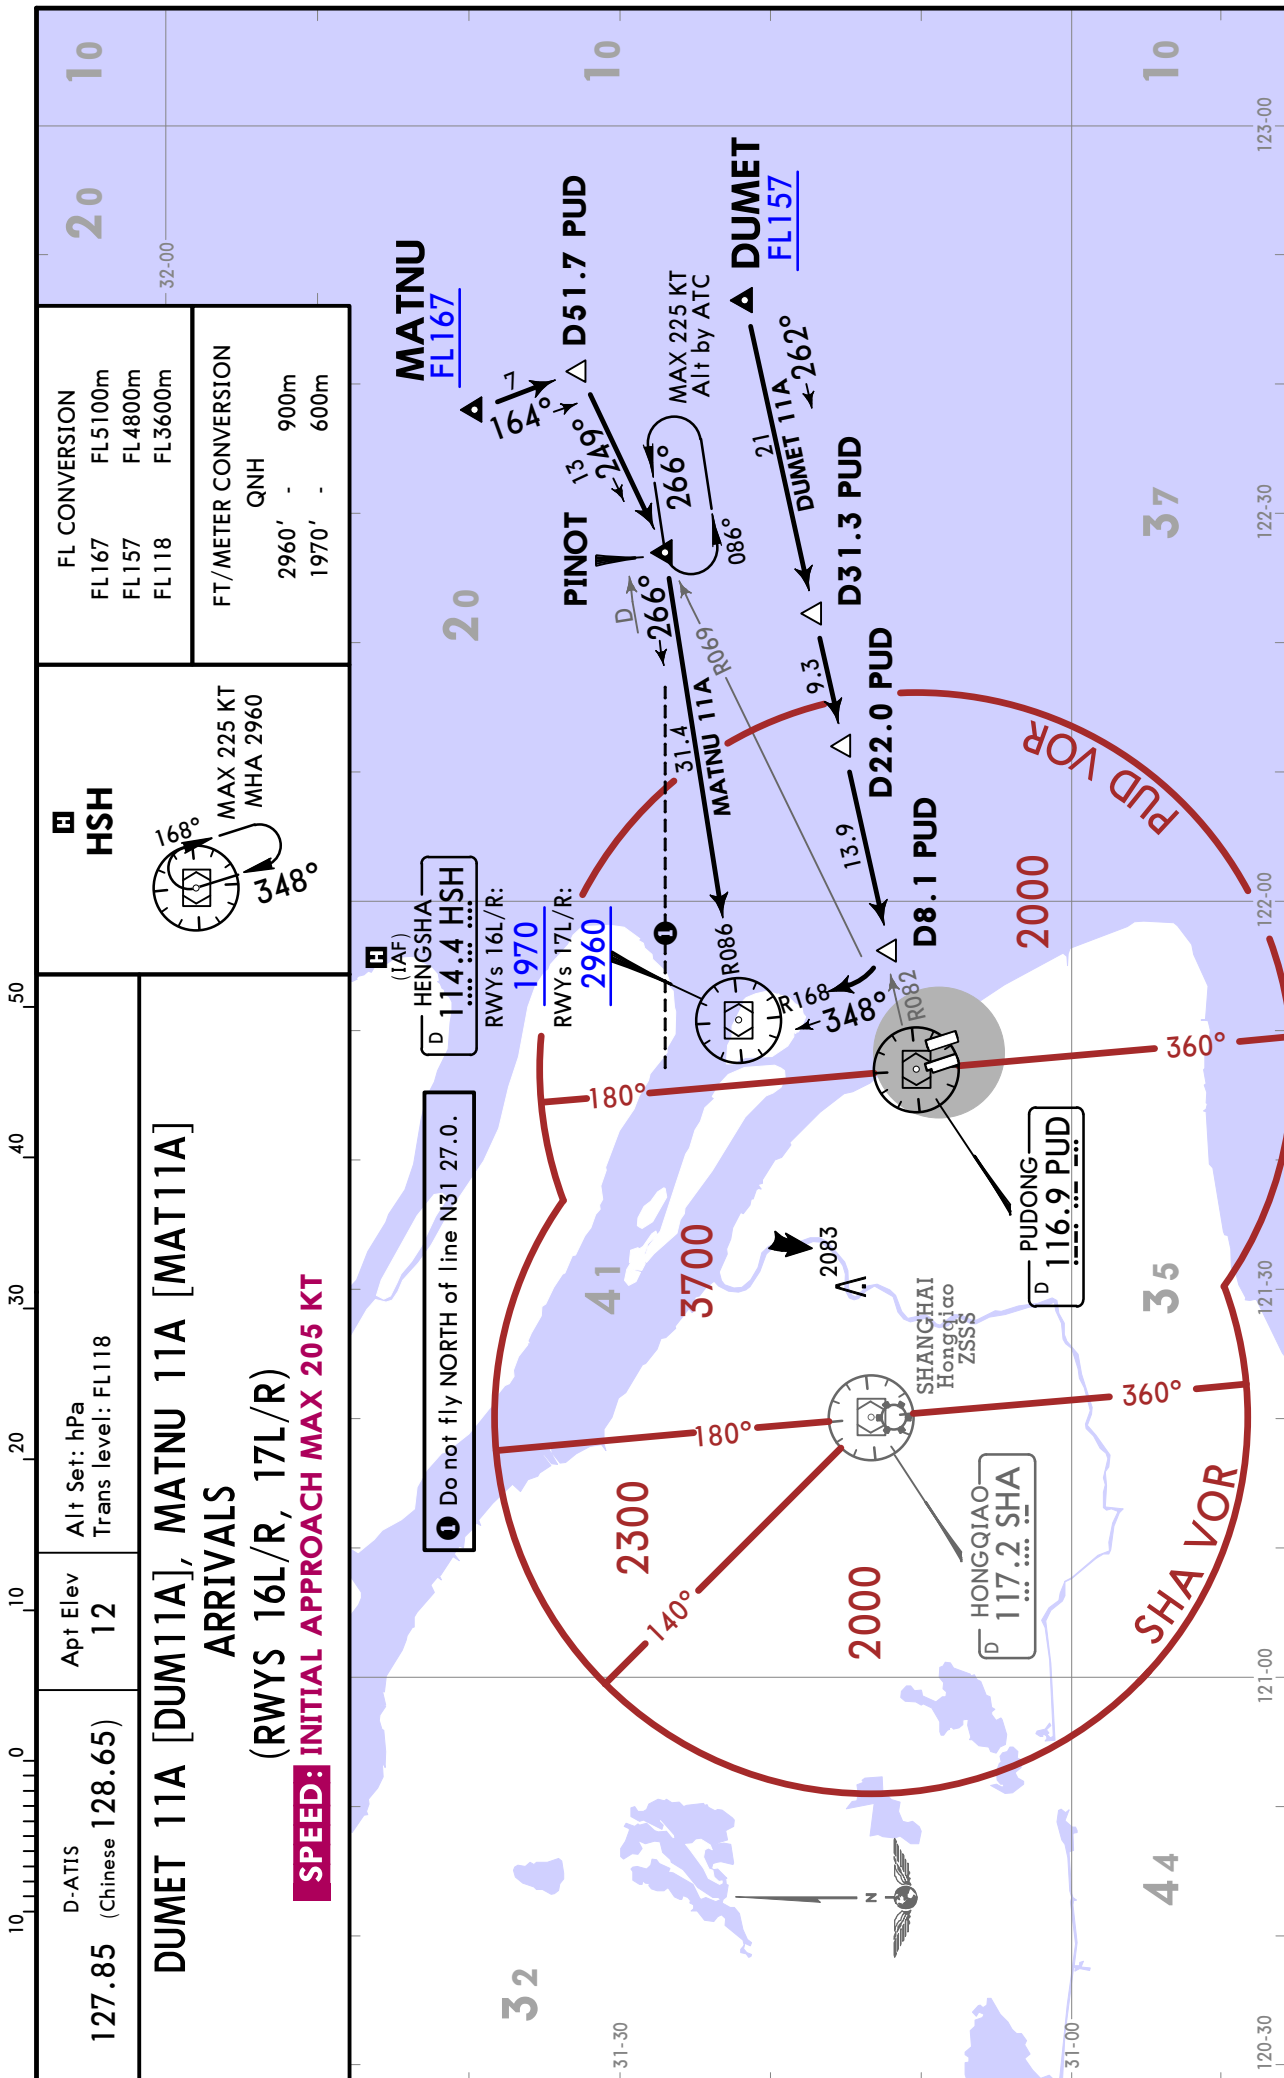 10
0
10
20
30
40
50
D-ATIS
127.85 (Chinese 128.65)
Apt Elev
12
Alt Set: hPa
Trans level: FL118
DUMET 11A [DUM11A], MATNU 11A [MAT11A]
ARRIVALS
(RWYS 16L/R, 17L/R)
SPEED: INITIAL APPROACH MAX 205 KT
H
HSH
168°
348°
MAX 225 KT
MHA 2960
FL CONVERSION
FL167 FL5100m
FL157 FL4800m
FL118 FL3600m
FT/METER CONVERSION
QNH
2960' - 900m
1970' - 600m
20
10
32-00
1 Do not fly NORTH of line N31 27.0.
H
(IAF)
HENGSHA
D 114.4 HSH
RWYs 16L/R:
1970
RWYs 17L/R:
2960
1
MATNU
FL167
7
164°
D51.7 PUD
13
249°
PINOT
266°
086°
MAX 225 KT
Alt by ATC
D
266°
R069
31.4
MATNU 11A
R086
DUMET
FL157
262°
21
DUMET 11A
D31.3 PUD
9.3
D22.0 PUD
13.9
D8.1 PUD
R168
348°
R082
20
10
32
41
3700
2300
2000
2000
180°
360°
180°
360°
140°
PUD VOR
SHA VOR
2083
SHANGHAI
Hongqiao
ZSSS
HONGQIAO
D 117.2 SHA
PUDONG
D 116.9 PUD
N
31-30
31-00
44
35
37
10
120-30
121-00
121-30
122-00
122-30
123-00